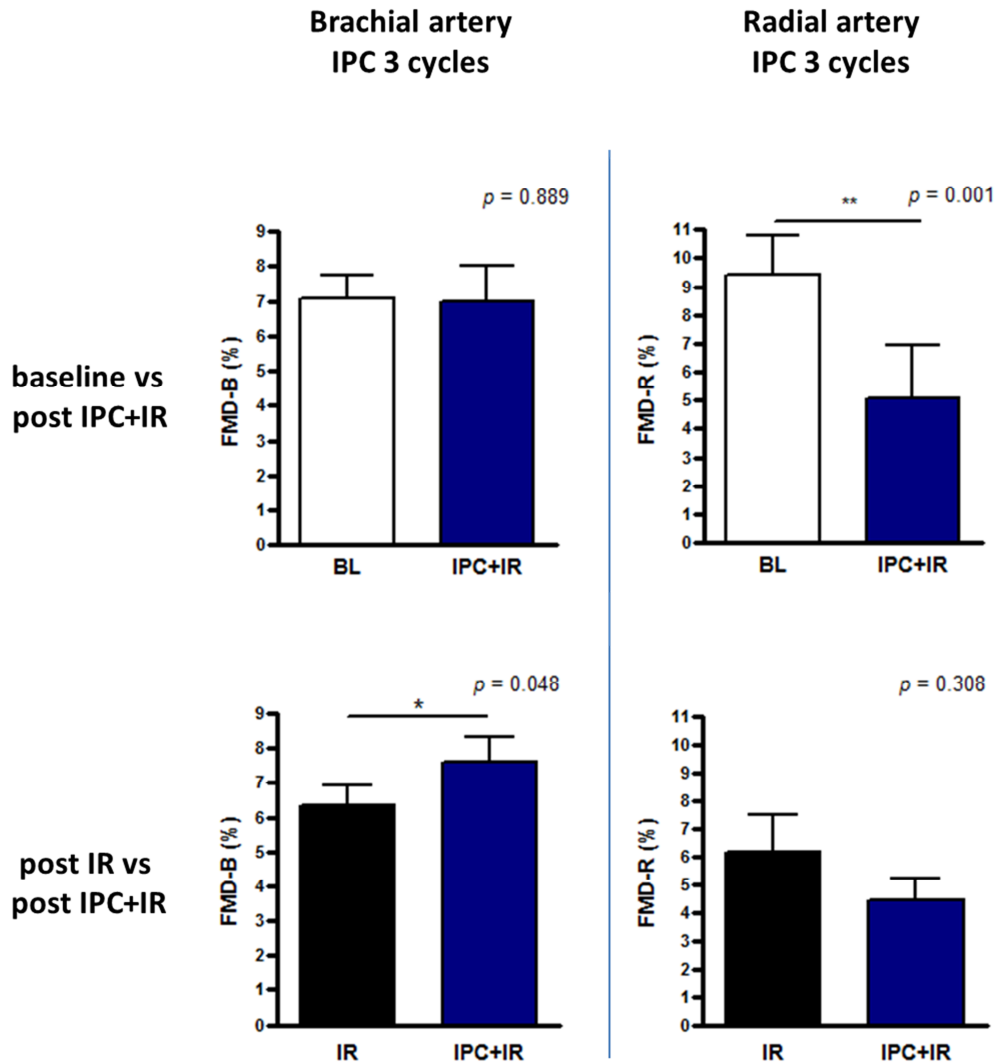 Brachial artery
IPC 3 cycles
Radial artery
IPC 3 cycles
baseline vs
post IPC+IR
p = 0.889
9
8
7
6
5
4
3
2
1
0
FMD-B (%)
BL
IPC+IR
p = 0.001
**
11
10
9
8
7
6
5
4
3
2
1
0
FMD-R (%)
BL
IPC+IR
post IR vs
post IPC+IR
p = 0.048
*
9
8
7
6
5
4
3
2
1
0
FMD-B (%)
IR
IPC+IR
p = 0.308
11
10
9
8
7
6
5
4
3
2
1
0
FMD-R (%)
IR
IPC+IR